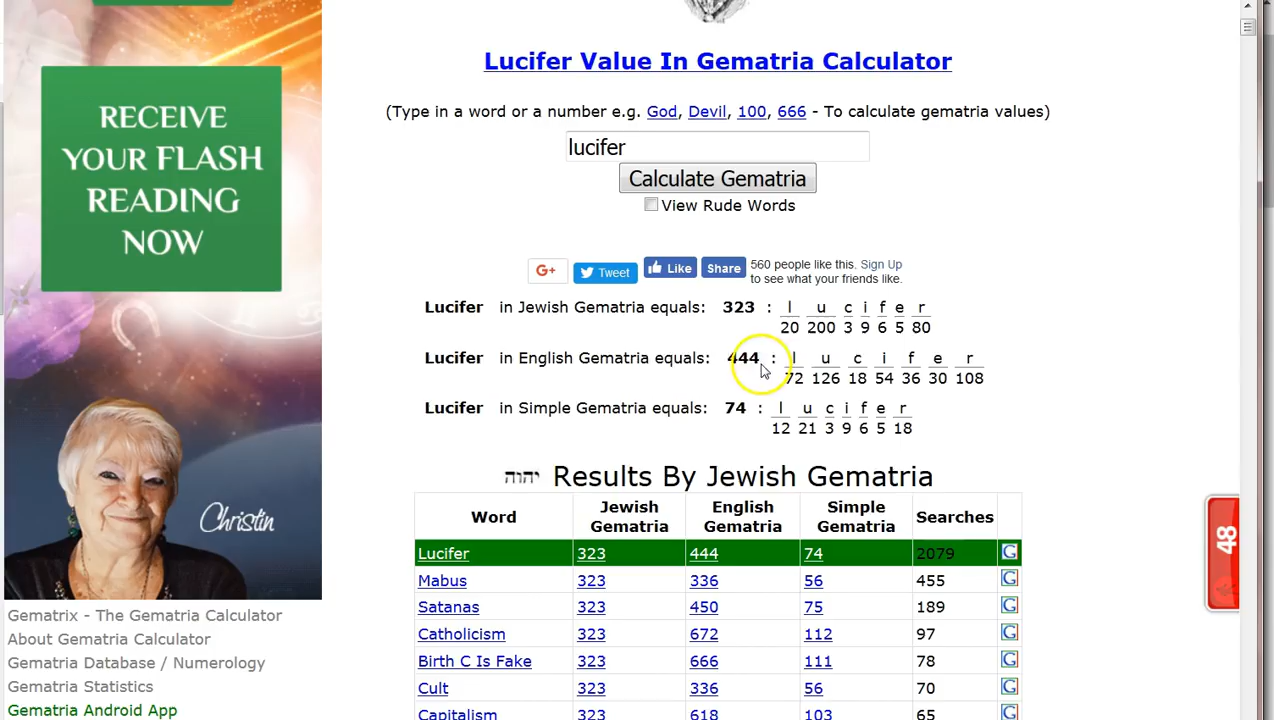 RECEIVE
YOUR FLASH
READING
NOW
Christin
Gematrix - The Gematria Calculator
About Gematria Calculator
Gematria Database / Numerology
Gematria Statistics
Gematria Android App
Lucifer Value In Gematria Calculator
(Type in a word or a number e.g. God, Devil, 100, 666 - To calculate gematria values)
lucifer
Calculate Gematria
View Rude Words
G+ Tweet Like Share 560 people like this. Sign Up
to see what your friends like.
Lucifer in Jewish Gematria equals: 323 : l u c i f e r
20 200 3 9 6 5 80
Lucifer in English Gematria equals: 444 : l u c i f e r
72 126 18 54 36 30 108
Lucifer in Simple Gematria equals: 74 : l u c i f e r
12 21 3 9 6 5 18
יהוה Results By Jewish Gematria
Word Jewish Gematria English Gematria Simple Gematria Searches
Lucifer 323 444 74 2079 G
Mabus 323 336 56 455 G
Satanas 323 450 75 189 G
Catholicism 323 672 112 97 G
Birth C Is Fake 323 666 111 78 G
Cult 323 336 56 70 G
Capitalism 323 618 103 65 G
48